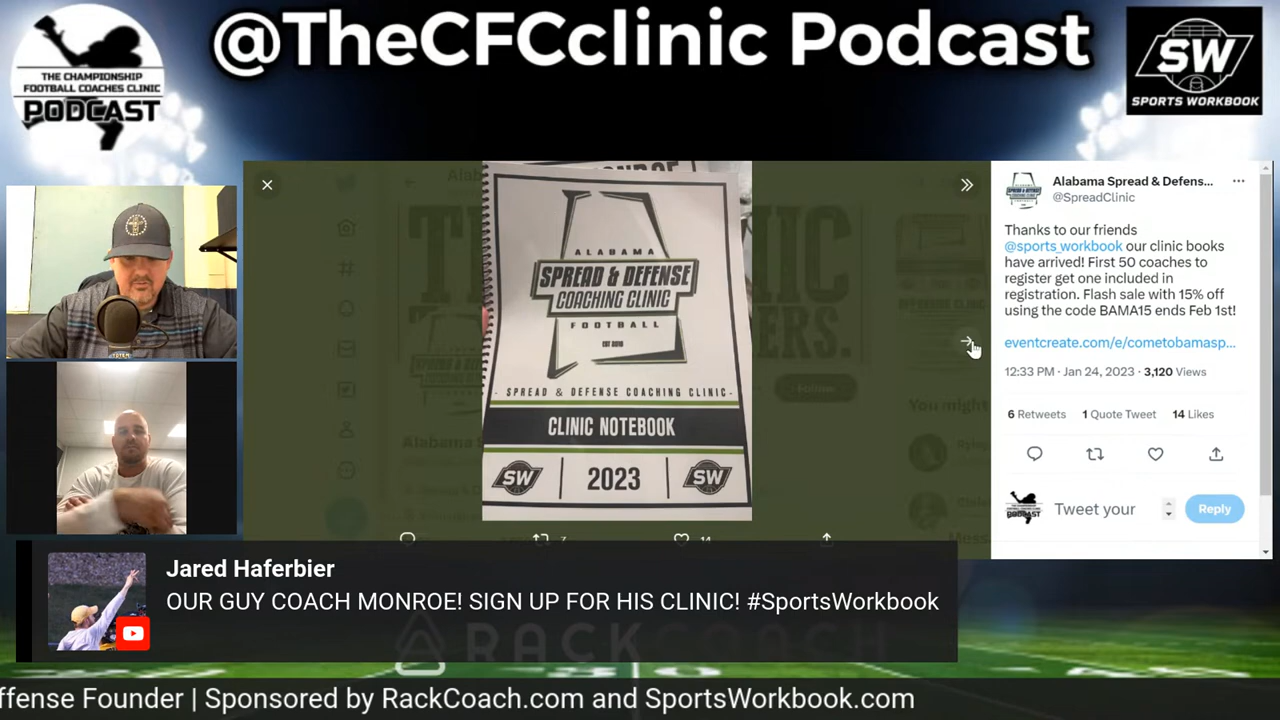 @TheCFCclinic Podcast
THE CHAMPIONSHIP
FOOTBALL COACHES CLINIC
PODCAST
SW
SPORTS WORKBOOK
ALABAMA
SPREAD & DEFENSE
COACHING CLINIC
FOOTBALL
EST 2018
- SPREAD & DEFENSE COACHING CLINIC-
CLINIC NOTEBOOK
SW
2023
SW
Alabama Spread & Defens...
@SpreadClinic
Thanks to our friends
@sports_workbook our clinic books
have arrived! First 50 coaches to
register get one included in
registration. Flash sale with 15% off
using the code BAMA15 ends Feb 1st!
eventcreate.com/e/cometobamasp...
12:33 PM · Jan 24, 2023 · 3,120 Views
6 Retweets 1 Quote Tweet 14 Likes
Tweet your
Reply
14
Jared Haferbier
OUR GUY COACH MONROE! SIGN UP FOR HIS CLINIC! #SportsWorkbook
RACKCOACH
ffense Founder | Sponsored by RackCoach.com and SportsWorkbook.com